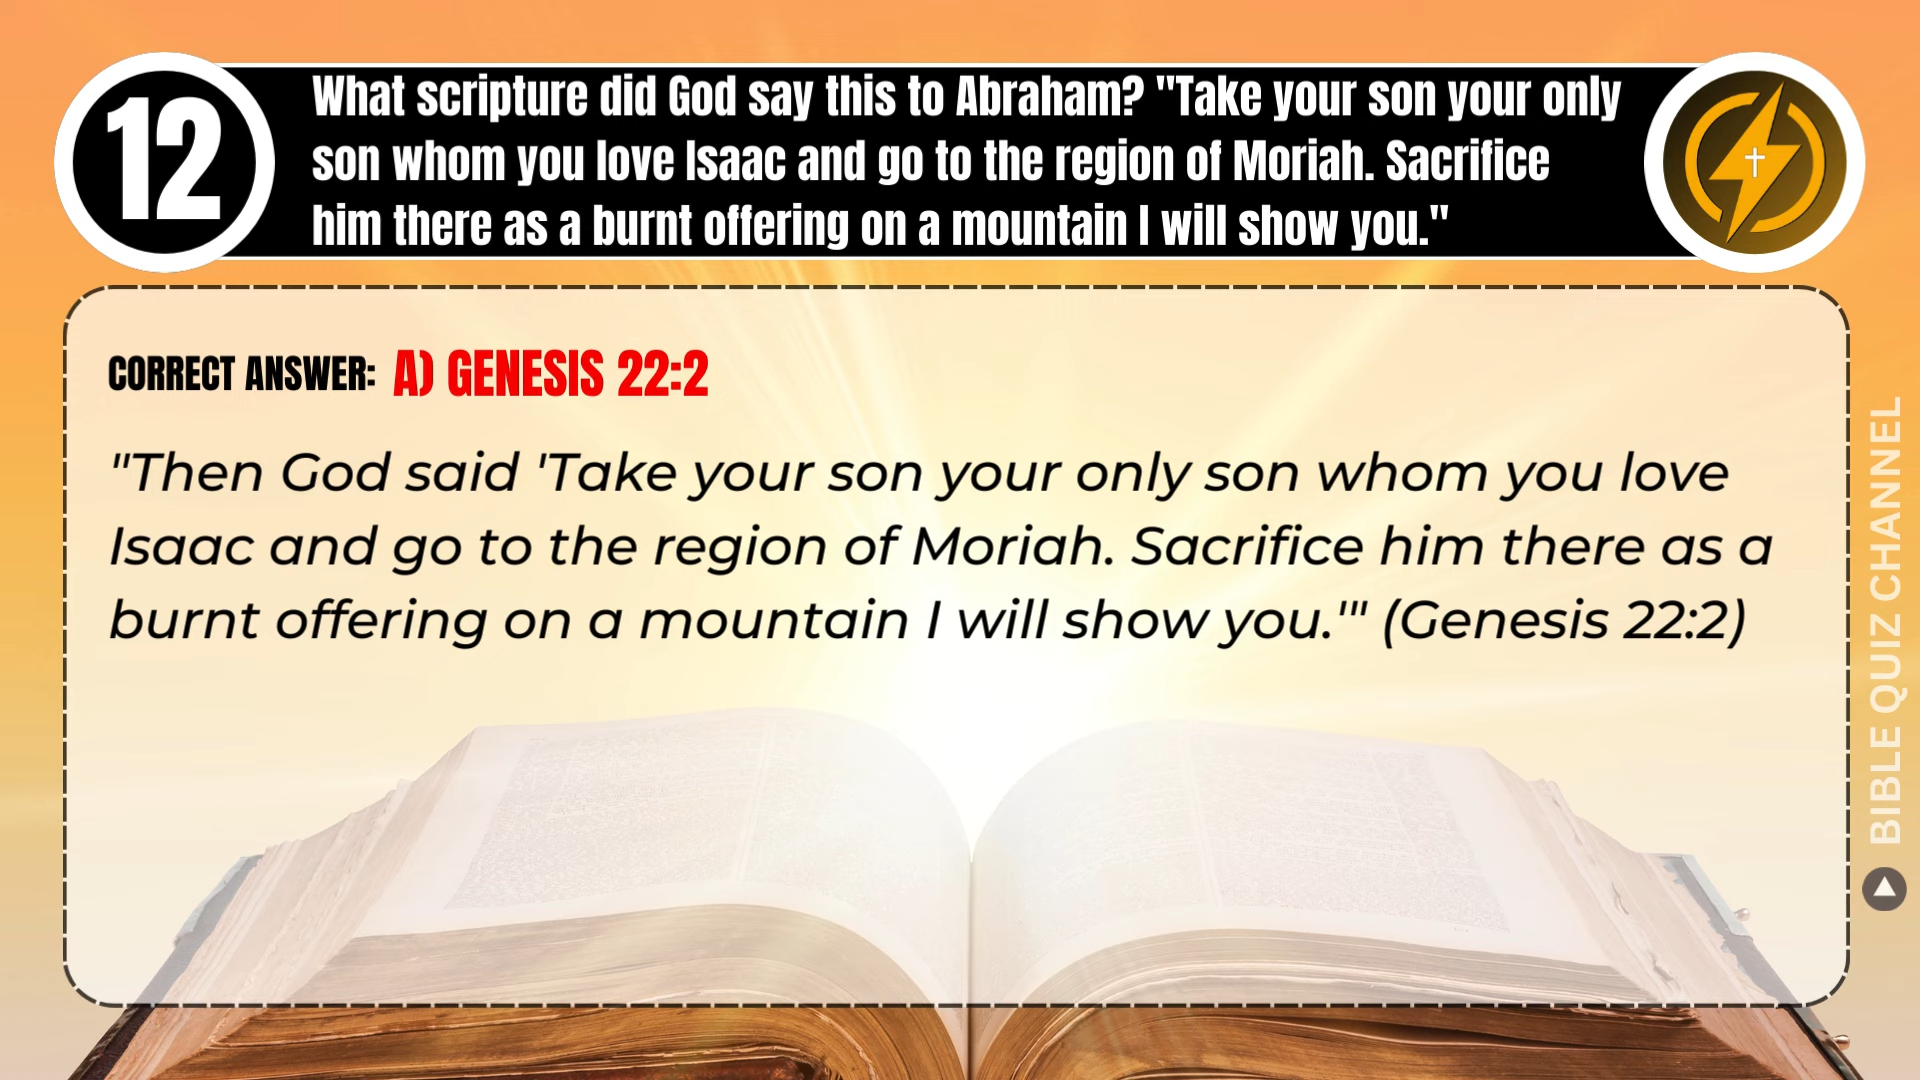 12
What scripture did God say this to Abraham? "Take your son your only
son whom you love Isaac and go to the region of Moriah. Sacrifice
him there as a burnt offering on a mountain I will show you."
CORRECT ANSWER: A) GENESIS 22:2
"Then God said 'Take your son your only son whom you love
Isaac and go to the region of Moriah. Sacrifice him there as a
burnt offering on a mountain I will show you.'" (Genesis 22:2)
BIBLE QUIZ CHANNEL